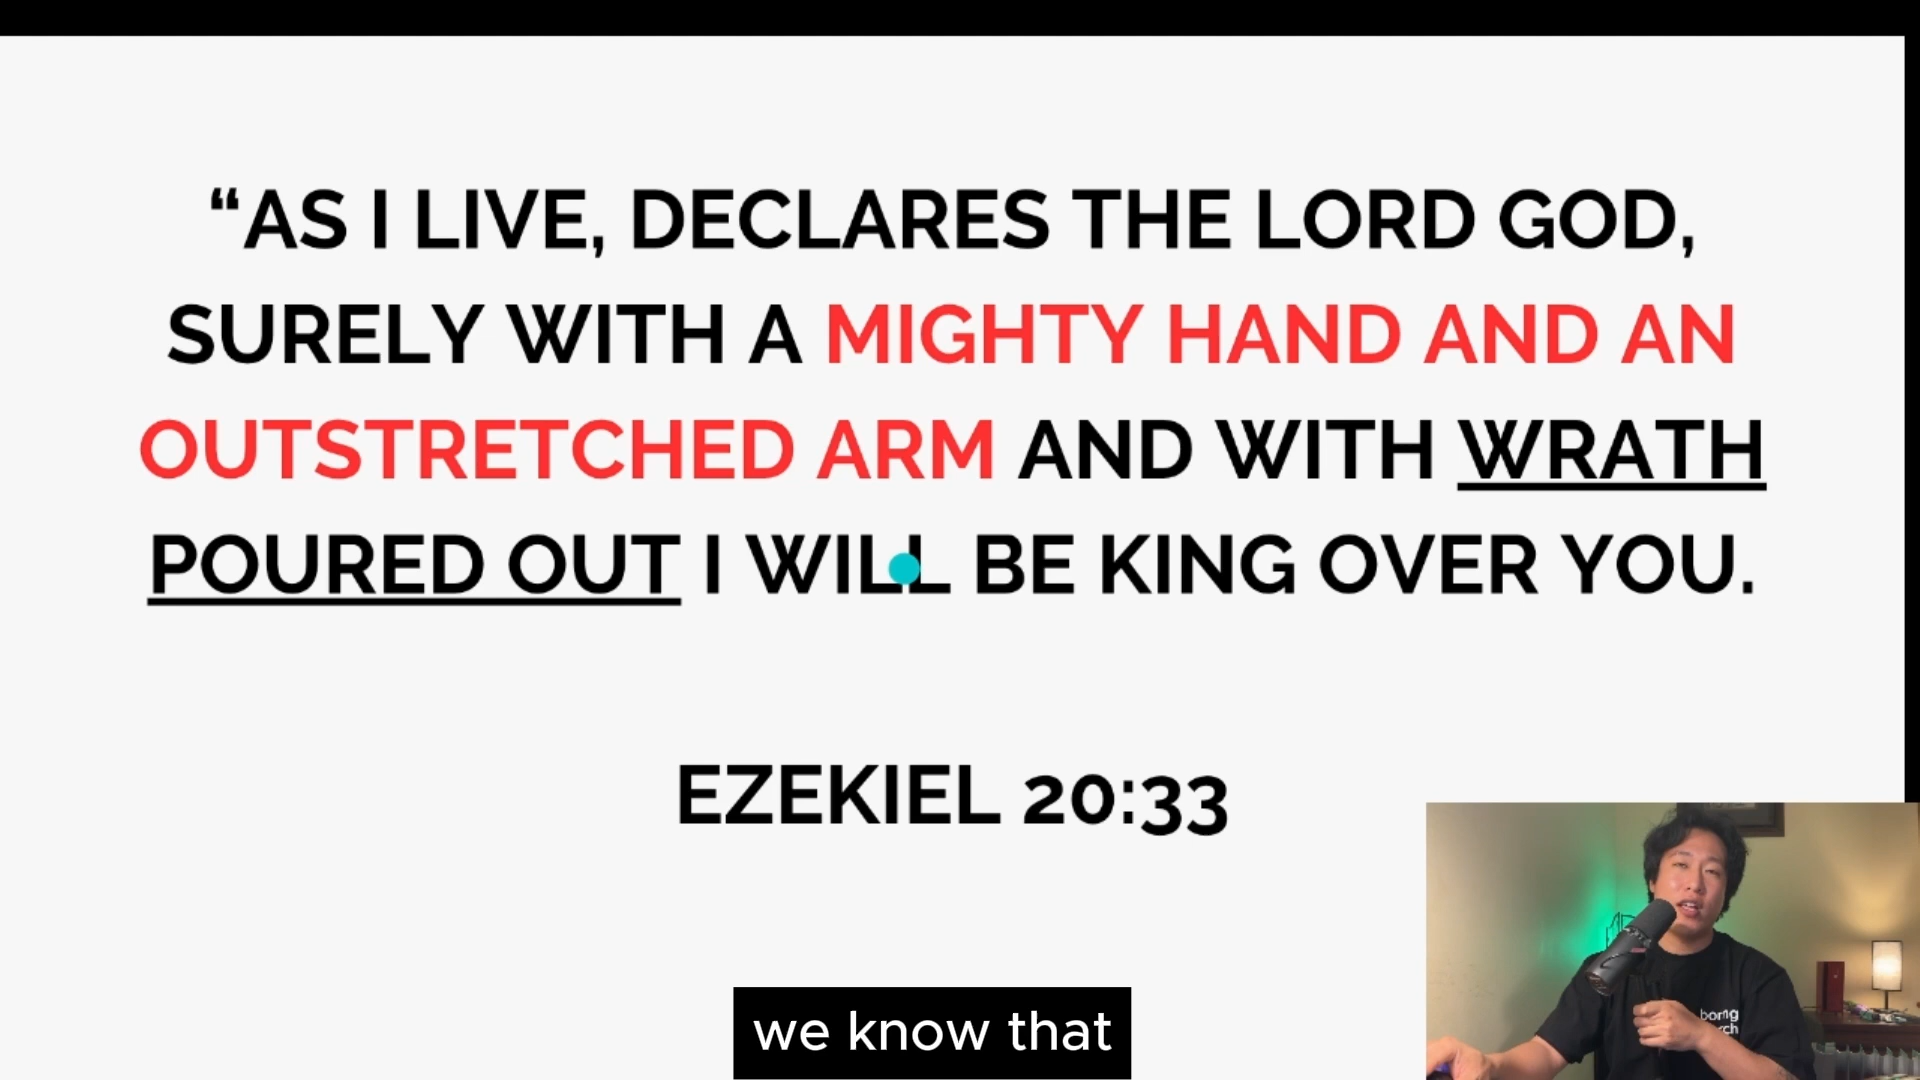 “AS I LIVE, DECLARES THE LORD GOD,
SURELY WITH A MIGHTY HAND AND AN
OUTSTRETCHED ARM AND WITH WRATH
POURED OUT I WILL BE KING OVER YOU.
EZEKIEL 20:33
we know that